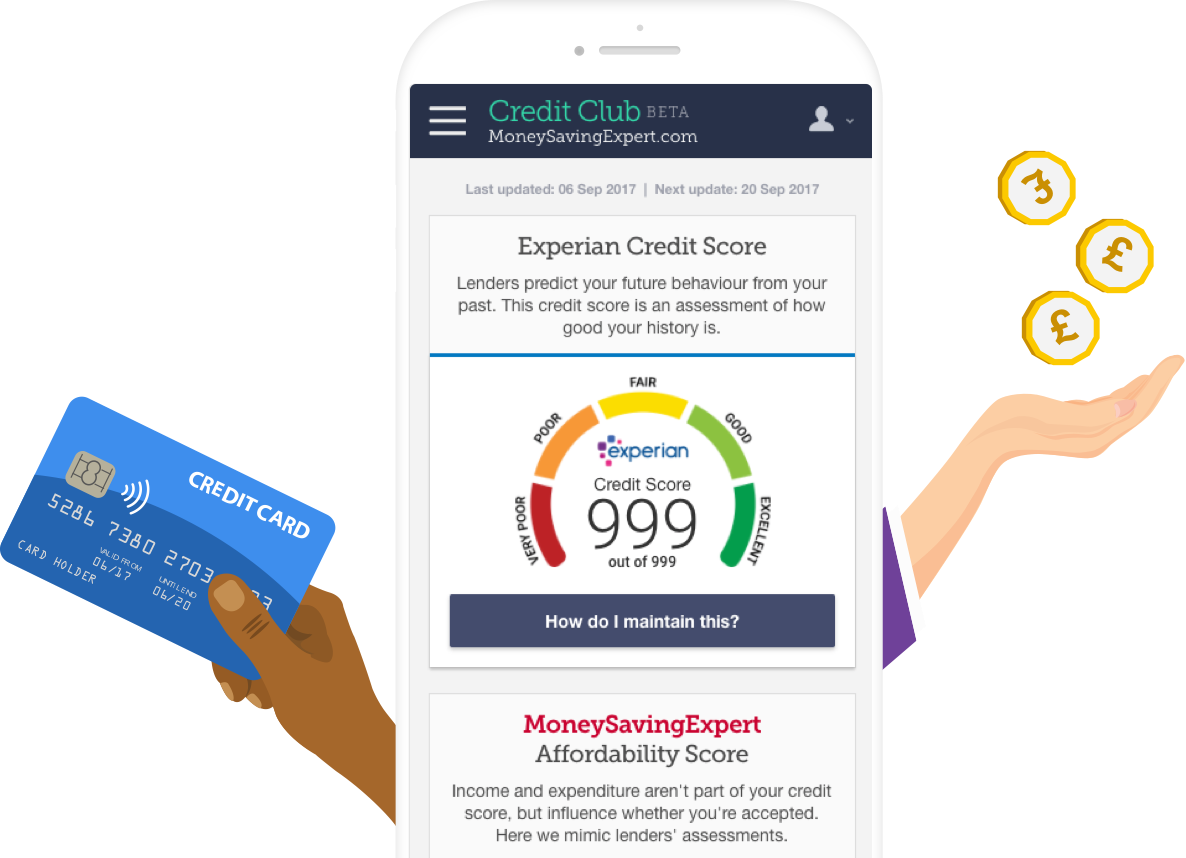 Credit Club BETA
MoneySavingExpert.com
Last updated: 06 Sep 2017 | Next update: 20 Sep 2017
Experian Credit Score
Lenders predict your future behaviour from your
past. This credit score is an assessment of how
good your history is.
VERY POOR
POOR
FAIR
GOOD
EXCELLENT
experian
Credit Score
999
out of 999
How do I maintain this?
MoneySavingExpert
Affordability Score
Income and expenditure aren't part of your credit
score, but influence whether you're accepted.
Here we mimic lenders' assessments.
CREDIT CARD
5286 7380 2703
VALID FROM
06/17
UNTIL END
06/20
CARD HOLDER
£
£
£